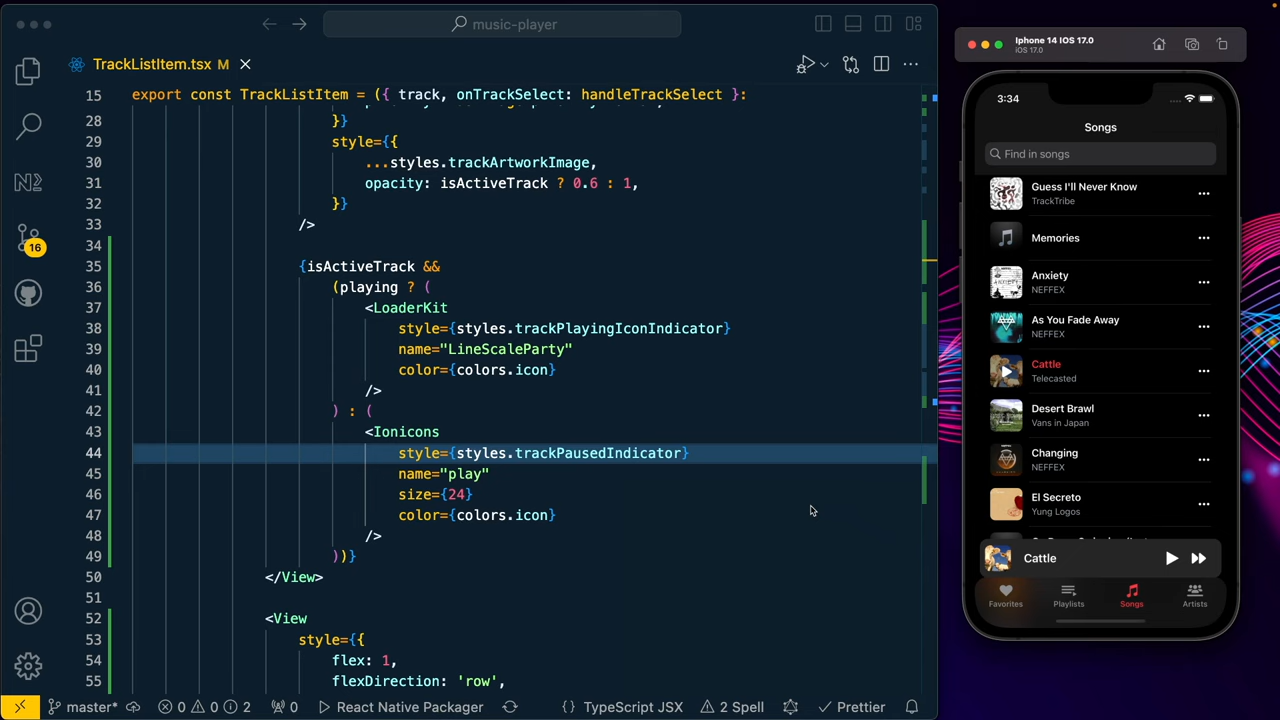 music-player
TrackListItem.tsx M
15 export const TrackListItem = ({ track, onTrackSelect: handleTrackSelect }:
28 }}
29 style={{
30 ...styles.trackArtworkImage,
31 opacity: isActiveTrack ? 0.6 : 1,
32 }}
33 />
34
35 {isActiveTrack &&
36 (playing ? (
37 <LoaderKit
38 style={styles.trackPlayingIconIndicator}
39 name="LineScaleParty"
40 color={colors.icon}
41 />
42 ) : (
43 <Ionicons
44 style={styles.trackPausedIndicator}
45 name="play"
46 size={24}
47 color={colors.icon}
48 />
49 ))}
50 </View>
51
52 <View
53 style={{
54 flex: 1,
55 flexDirection: 'row',
16
master* 0 0 2 0 React Native Packager {} TypeScript JSX 2 Spell Prettier
Iphone 14 IOS 17.0
iOS 17.0
3:34
Songs
Find in songs
Guess I'll Never Know
TrackTribe
Memories
Anxiety
NEFFEX
As You Fade Away
NEFFEX
Cattle
Telecasted
Desert Brawl
Vans in Japan
Changing
NEFFEX
El Secreto
Yung Logos
Cattle
Favorites Playlists Songs Artists